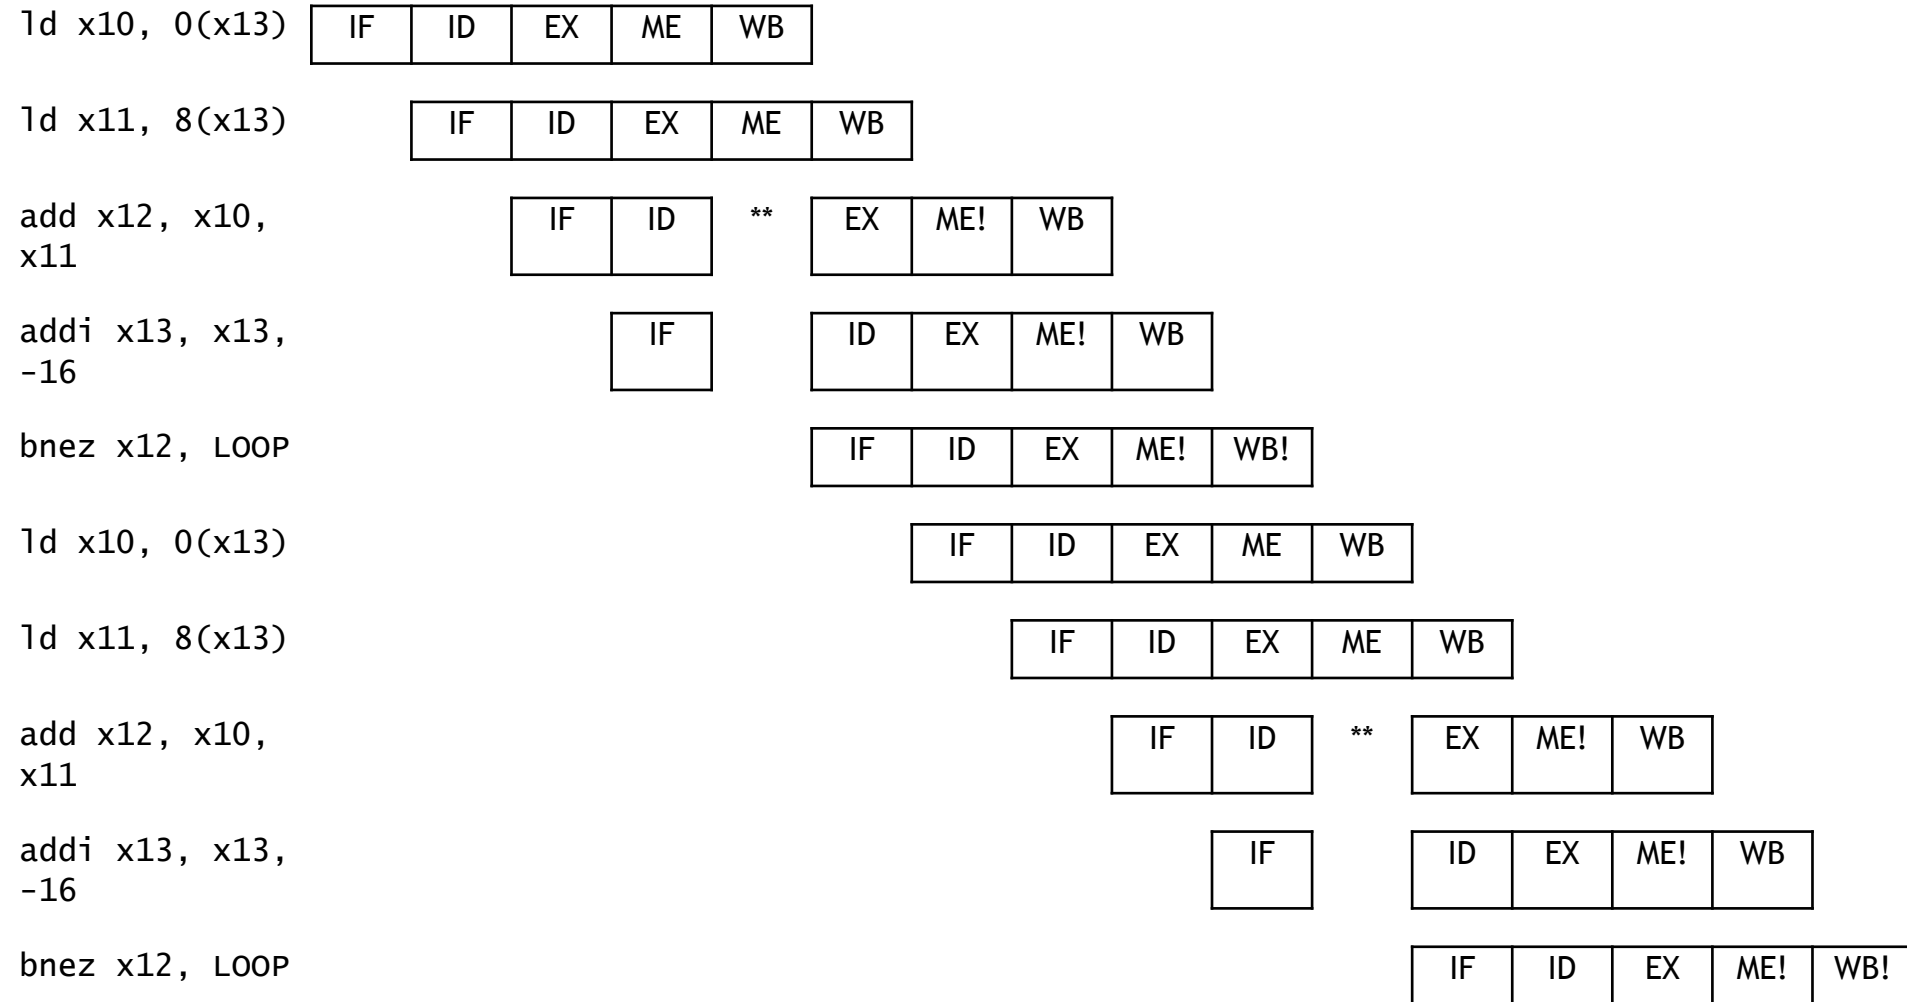 ld x10, 0(x13) IF ID EX ME WB
ld x11, 8(x13) IF ID EX ME WB
add x12, x10, IF ID ** EX ME! WB
x11
addi x13, x13, IF ID EX ME! WB
-16
bnez x12, LOOP IF ID EX ME! WB!
ld x10, 0(x13) IF ID EX ME WB
ld x11, 8(x13) IF ID EX ME WB
add x12, x10, IF ID ** EX ME! WB
x11
addi x13, x13, IF ID EX ME! WB
-16
bnez x12, LOOP IF ID EX ME! WB!